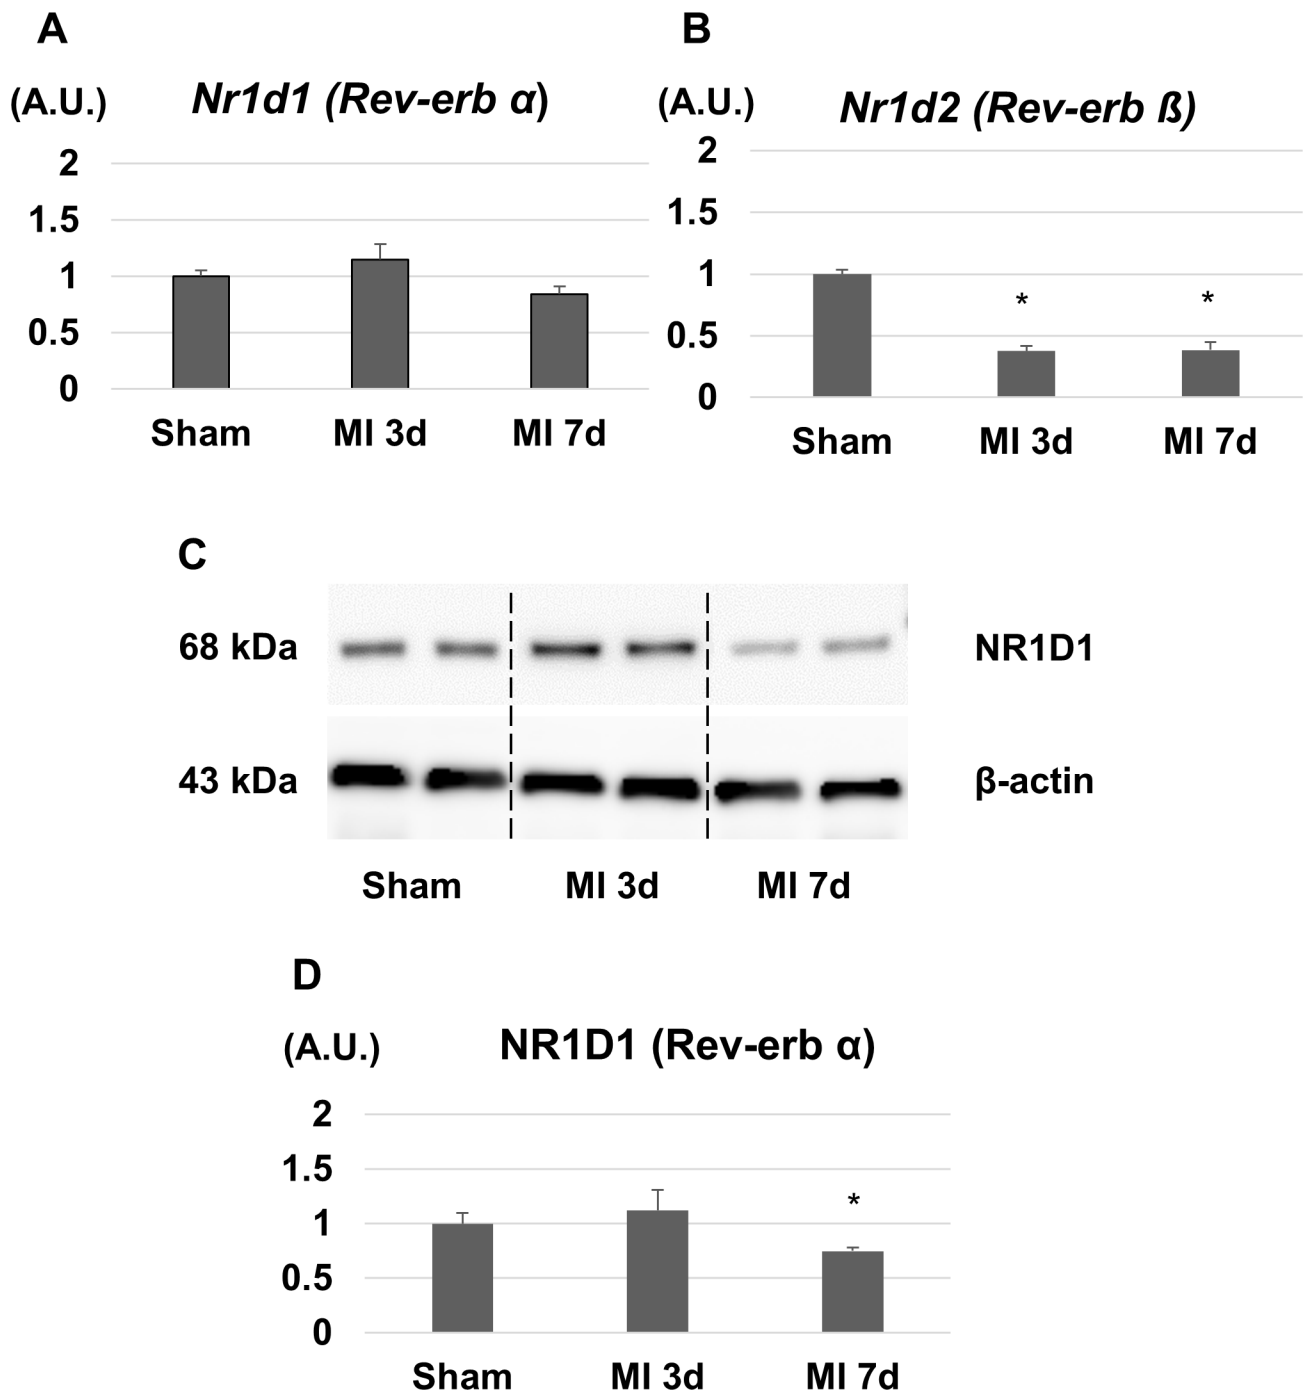 A
(A.U.) Nr1d1 (Rev-erb α)
2
1.5
1
0.5
0
Sham MI 3d MI 7d
B
(A.U.) Nr1d2 (Rev-erb ß)
2
1.5
1
0.5
0
* *
Sham MI 3d MI 7d
C
68 kDa NR1D1
43 kDa β-actin
Sham MI 3d MI 7d
D
(A.U.) NR1D1 (Rev-erb α)
2
1.5
1
0.5
0
*
Sham MI 3d MI 7d